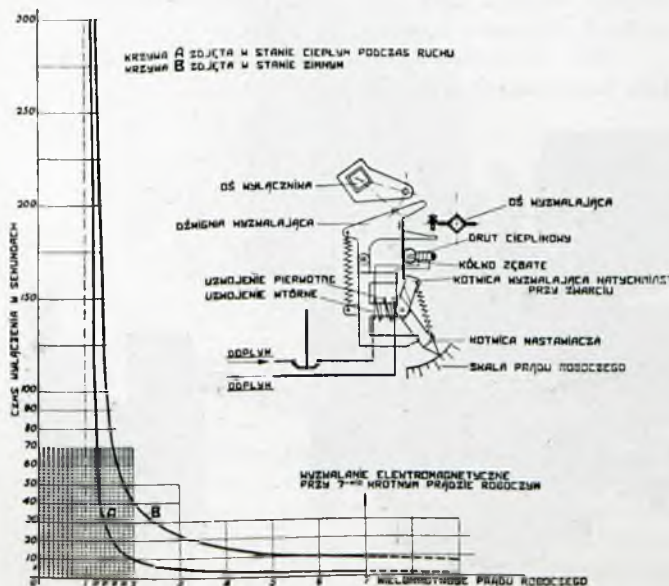 300
KRZYWA A ZDJĘTA W STANIE CIEPŁYM PODCZAS RUCHU
KRZYWA B ZDJĘTA W STANIE ZIMNYM
250
OŚ WYŁĄCZNIKA
OŚ WYZWALAJĄCA
200
DŹWIGNIA WYZWALAJĄCA
DRUT CIEPLIKOWY
KÓŁKO ZĘBATE
UZWOJENIE PIERWOTNE
KOTWICA WYZWALAJĄCA NATYCHMIAST
UZWOJENIE WTÓRNE
PRZY ZWARCIU
150
KOTWICA NASTAWIACZA
ODPŁYW
SKALA PRĄDU ROBOCZEGO
ODPŁYW
CZAS WYŁĄCZENIA W SEKUNDACH
100
90
80
70
60
50
40
30
20
10
0
WYZWALANIE ELEKTROMAGNETYCZNE
PRZY 7-mio KROTNYM PRĄDZIE ROBOCZYM
A B
2 3 4 5 6 7
WIELOKROTNOŚĆ PRĄDU ROBOCZEGO